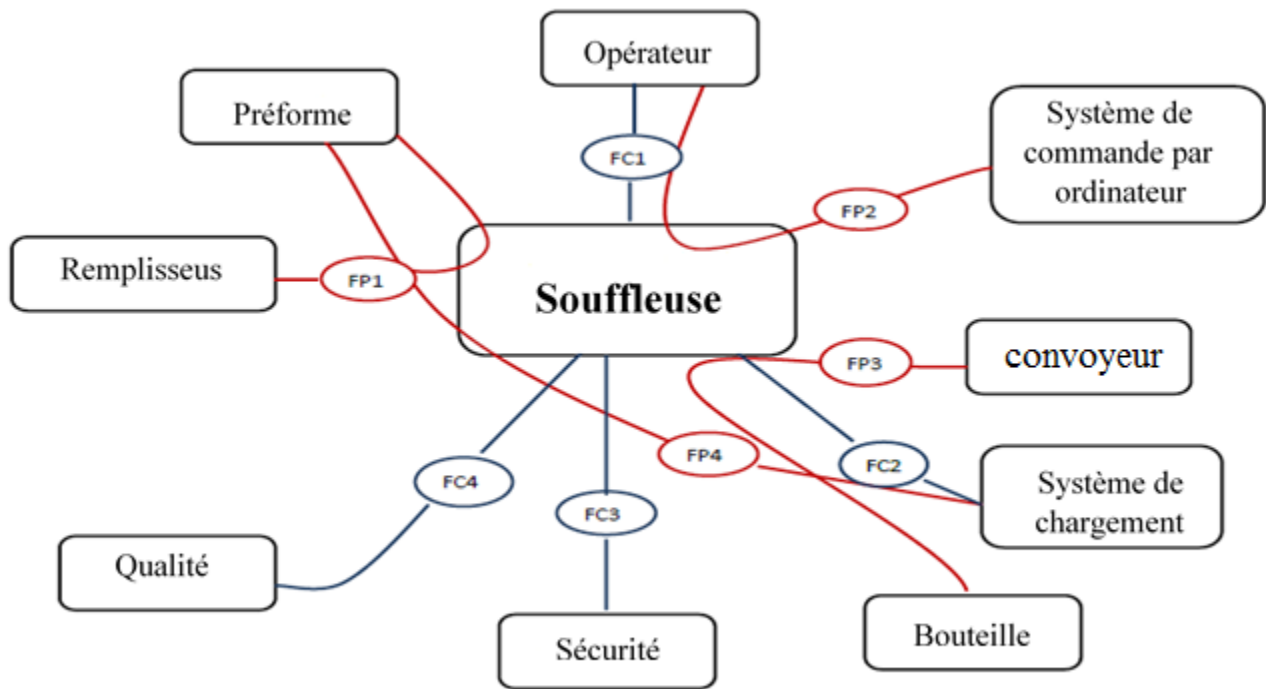 Opérateur
Préforme
Système de
commande par
ordinateur
FC1
FP2
Remplisseus
FP1
Souffleuse
FP3
convoyeur
FP4
FC2
Système de
chargement
FC4
FC3
Qualité
Sécurité
Bouteille